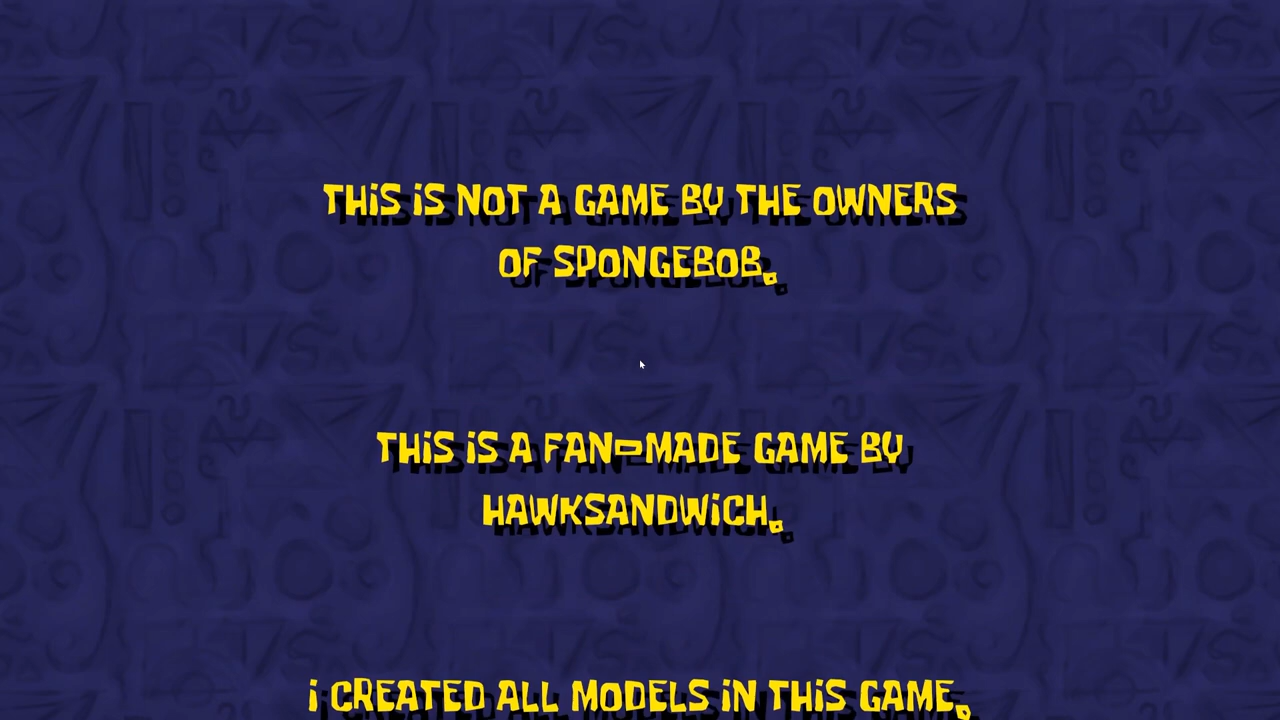 THIS IS NOT A GAME BY THE OWNERS
OF SPONGEBOB.
THIS IS A FAN-MADE GAME BY
HAWKSANDWICH.
I CREATED ALL MODELS IN THIS GAME.